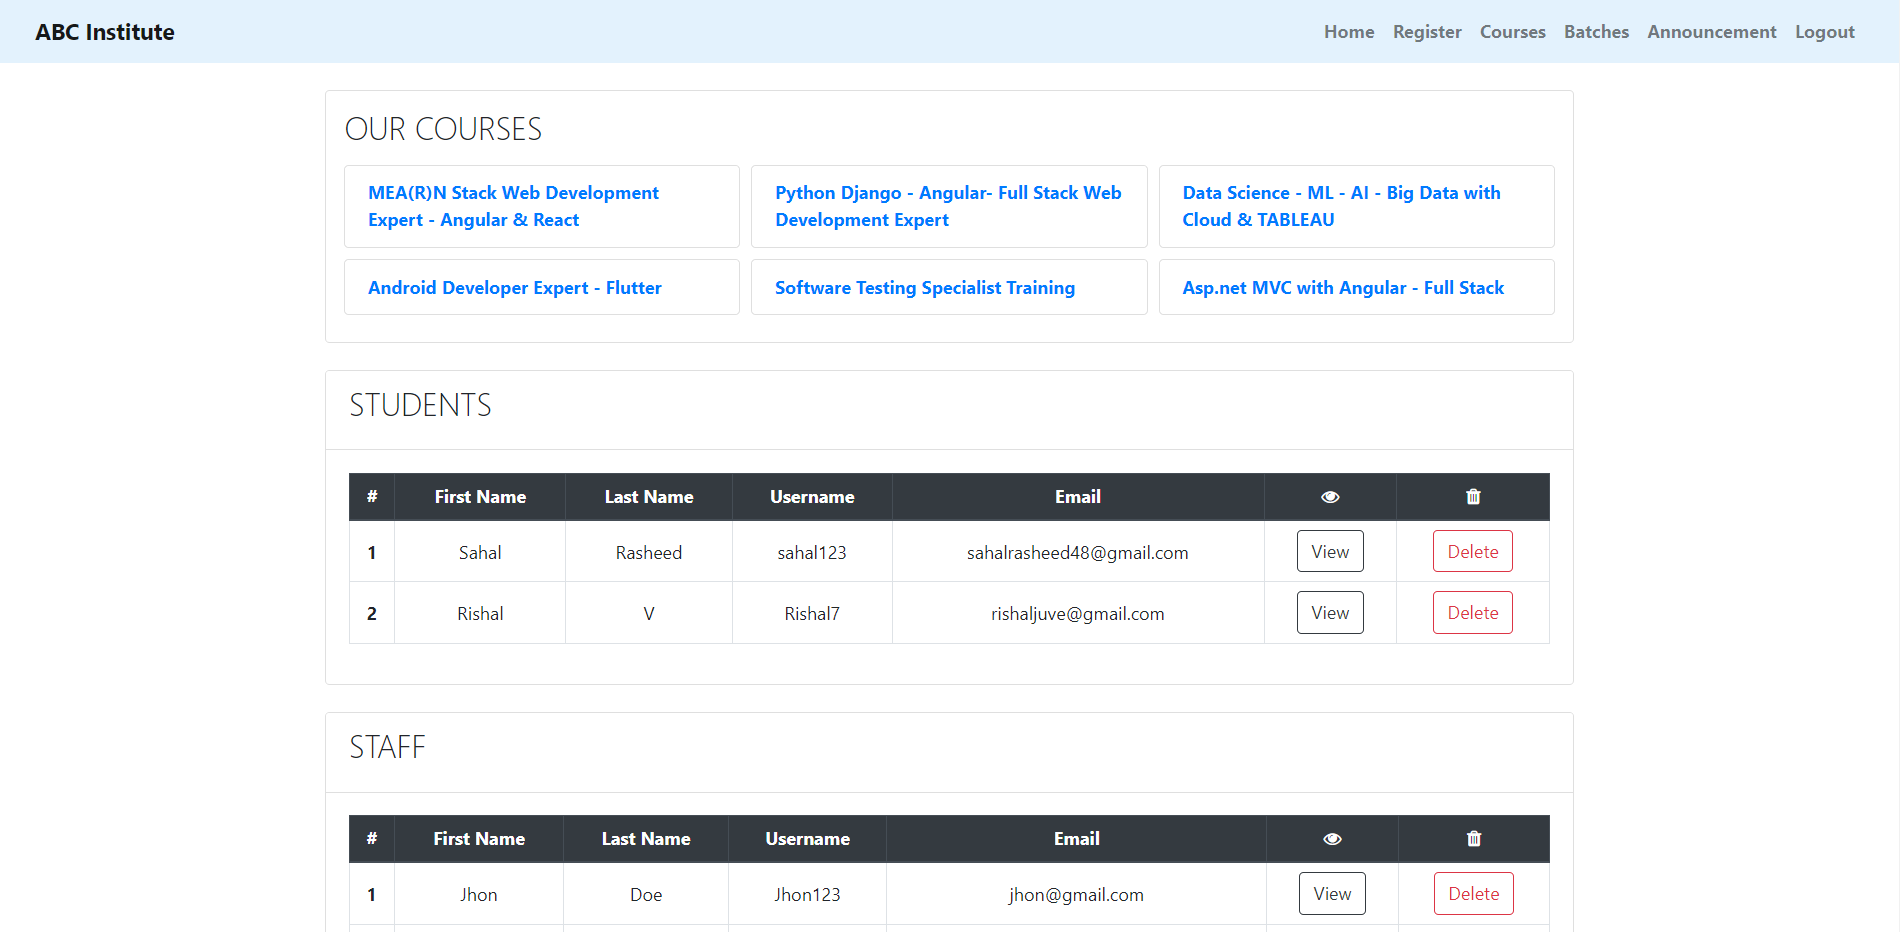 ABC Institute Home Register Courses Batches Announcement Logout
OUR COURSES
MEA(R)N Stack Web Development
Expert - Angular & React
Python Django - Angular- Full Stack Web
Development Expert
Data Science - ML - AI - Big Data with
Cloud & TABLEAU
Android Developer Expert - Flutter
Software Testing Specialist Training
Asp.net MVC with Angular - Full Stack
STUDENTS
# First Name Last Name Username Email
1 Sahal Rasheed sahal123 sahalrasheed48@gmail.com View Delete
2 Rishal V Rishal7 rishaljuve@gmail.com View Delete
STAFF
# First Name Last Name Username Email
1 Jhon Doe Jhon123 jhon@gmail.com View Delete